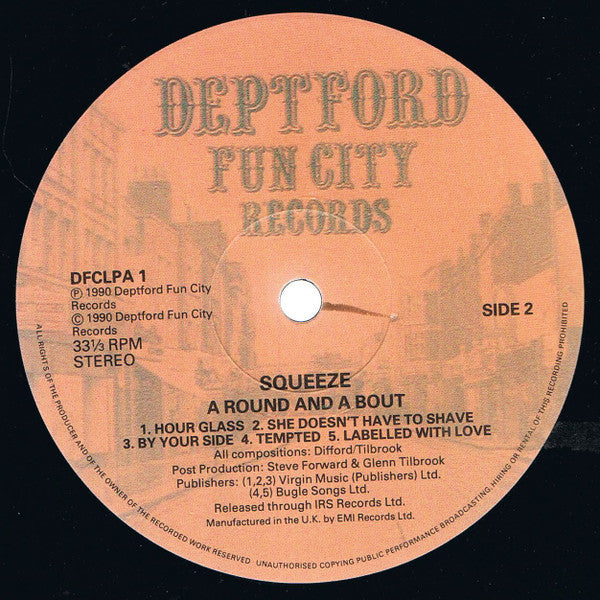 DEPTFORD
FUN CITY
RECORDS
DFCLPA 1
℗ 1990 Deptford Fun City
Records
© 1990 Deptford Fun City
Records
33⅓ RPM
STEREO
SIDE 2
SQUEEZE
A ROUND AND A BOUT
1. HOUR GLASS 2. SHE DOESN'T HAVE TO SHAVE
3. BY YOUR SIDE 4. TEMPTED 5. LABELLED WITH LOVE
All compositions: Difford/Tilbrook
Post Production: Steve Forward & Glenn Tilbrook
Publishers: (1,2,3) Virgin Music (Publishers) Ltd.
(4,5) Bugle Songs Ltd.
Released through IRS Records Ltd.
Manufactured in the U.K. by EMI Records Ltd.
ALL RIGHT S OF THE PRODUCER AND OF THE OWNER OF THE RECORDED WORK RESERVED UNAUTHORISED COPYING PUBLIC PERFORMANCE BROADCASTING, HIRING OR RENTAL OF THIS RECORDING PROHIBITED